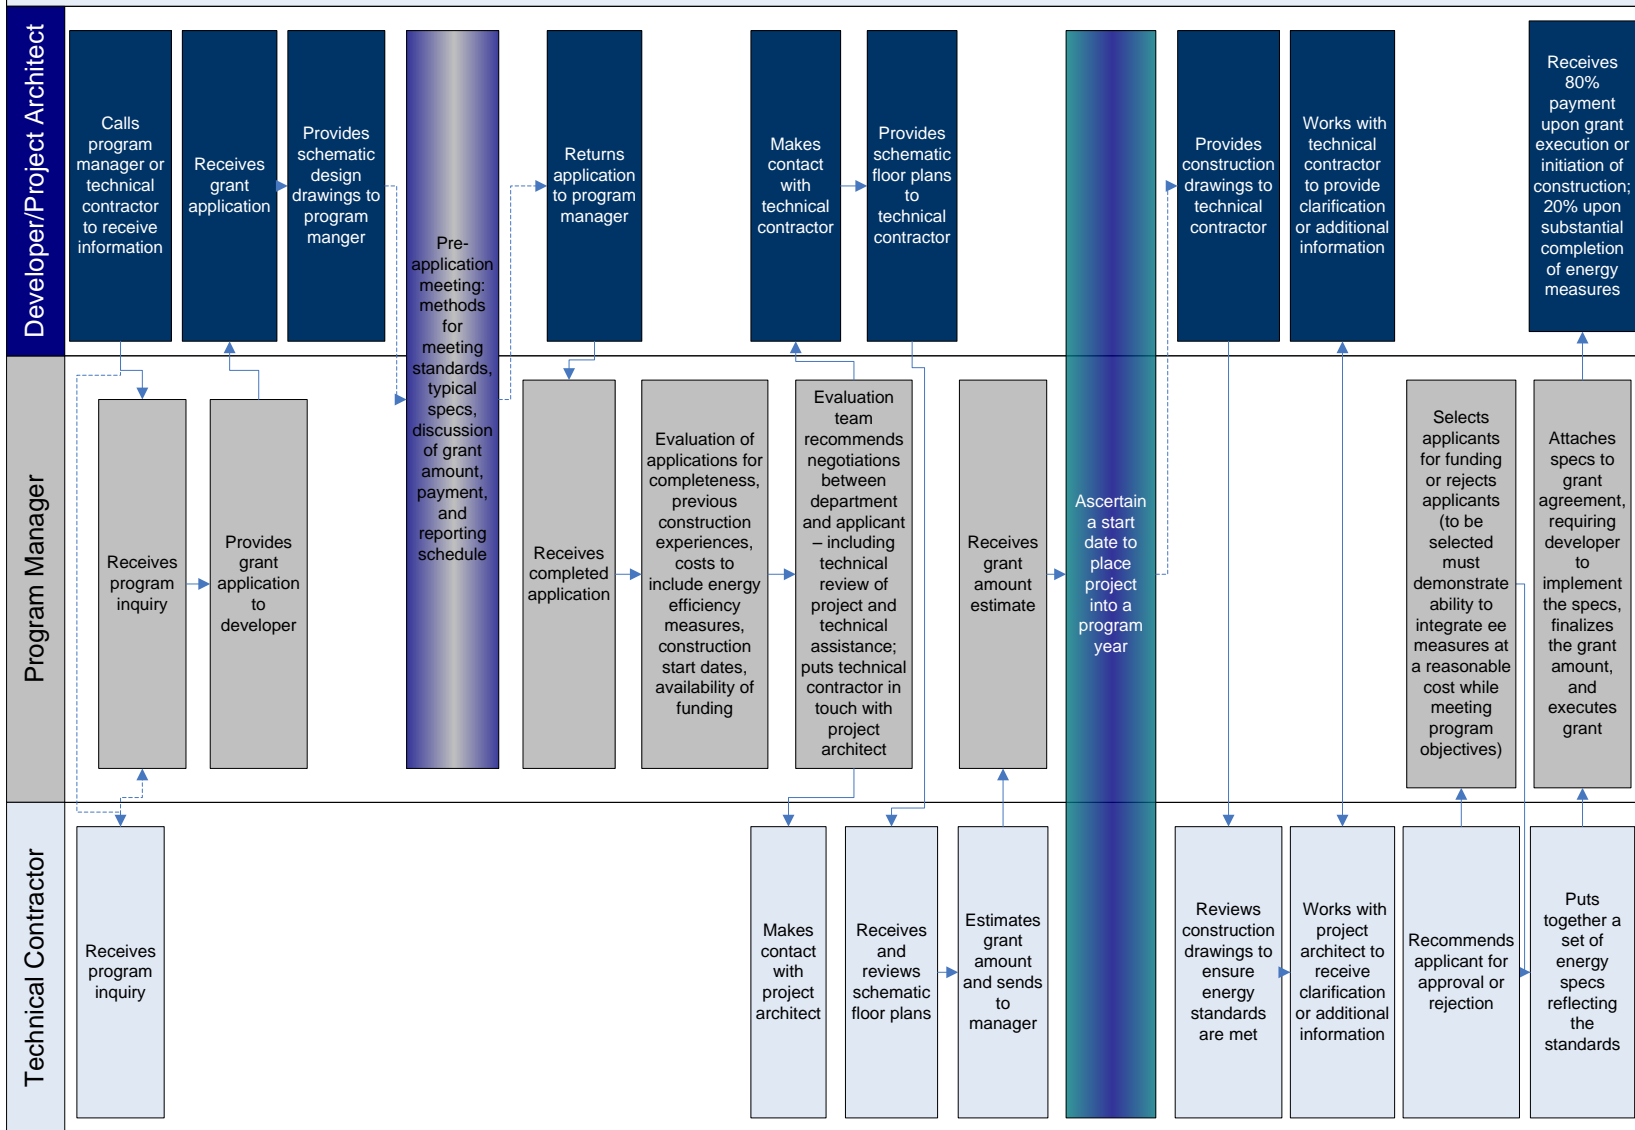 Developer/Project Architect
Calls
program
manager or
technical
contractor
to receive
information
Receives
grant
application
Provides
schematic
design
drawings to
program
manger
Pre-
application
meeting:
methods
for
meeting
standards,
typical
specs,
discussion
of grant
amount,
payment,
and
reporting
schedule
Returns
application
to program
manager
Makes
contact
with
technical
contractor
Provides
schematic
floor plans
to
technical
contractor
Ascertain
a start
date to
place
project
into a
program
year
Provides
construction
drawings to
technical
contractor
Works with
technical
contractor
to provide
clarification
or additional
information
Receives
80%
payment
upon grant
execution or
initiation of
construction;
20% upon
substantial
completion
of energy
measures
Program Manager
Receives
program
inquiry
Provides
grant
application
to
developer
Receives
completed
application
Evaluation of
applications for
completeness,
previous
construction
experiences,
costs to
include energy
efficiency
measures,
construction
start dates,
availability of
funding
Evaluation
team
recommends
negotiations
between
department
and applicant
– including
technical
review of
project and
technical
assistance;
puts technical
contractor in
touch with
project
architect
Receives
grant
amount
estimate
Selects
applicants
for funding
or rejects
applicants
(to be
selected
must
demonstrate
ability to
integrate ee
measures at
a reasonable
cost while
meeting
program
objectives)
Attaches
specs to
grant
agreement,
requiring
developer
to
implement
the specs,
finalizes
the grant
amount,
and
executes
grant
Technical Contractor
Receives
program
inquiry
Makes
contact
with
project
architect
Receives
and
reviews
schematic
floor plans
Estimates
grant
amount
and sends
to
manager
Reviews
construction
drawings to
ensure
energy
standards
are met
Works with
project
architect to
receive
clarification
or additional
information
Recommends
applicant for
approval or
rejection
Puts
together a
set of
energy
specs
reflecting
the
standards